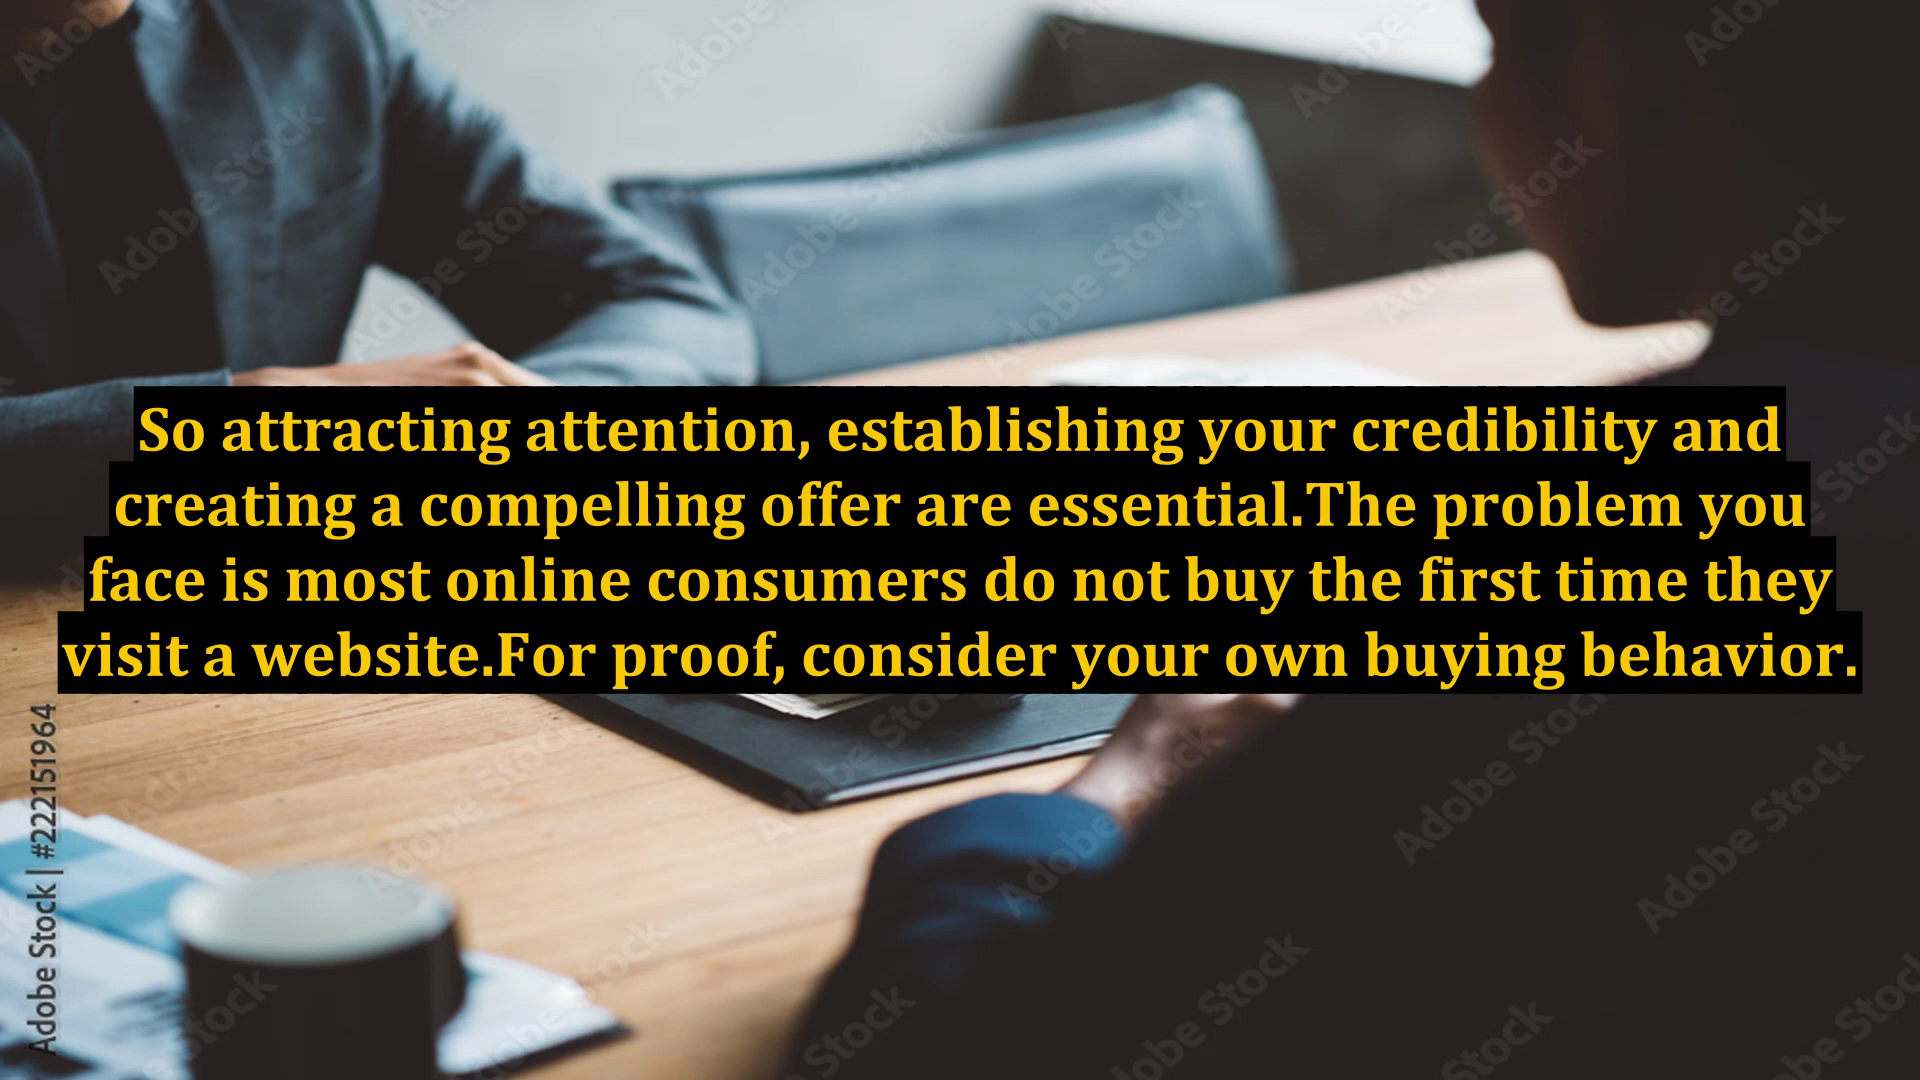 So attracting attention, establishing your credibility and
creating a compelling offer are essential.The problem you
face is most online consumers do not buy the first time they
visit a website.For proof, consider your own buying behavior.
Adobe Stock | #222151964
Adobe Stock